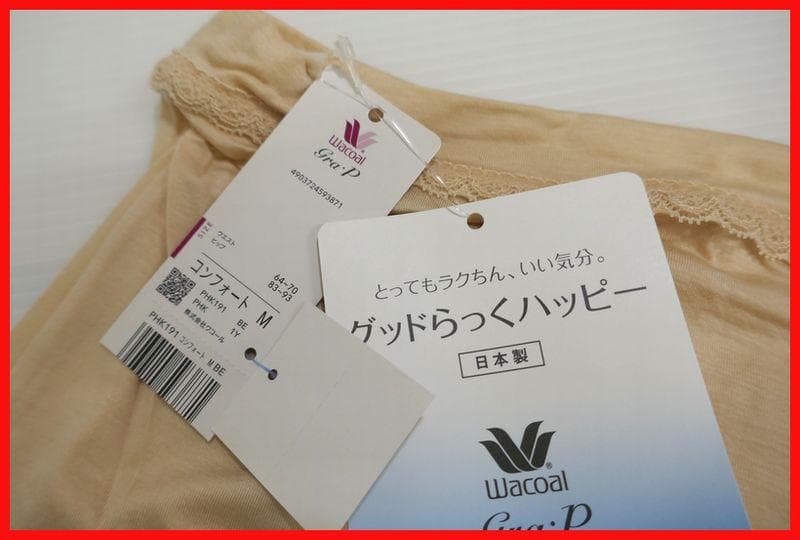 Wacoal
gra・P
4903724593871
SIZE
ウエスト 64-70
ヒップ 83-93
コンフォート M
PHK191 BE
PHK 1Y
株式会社ワコール
PHK191 コンフォート M BE
とってもラクちん、いい気分。
グッドらっくハッピー
日本製
Wacoal
gra・P